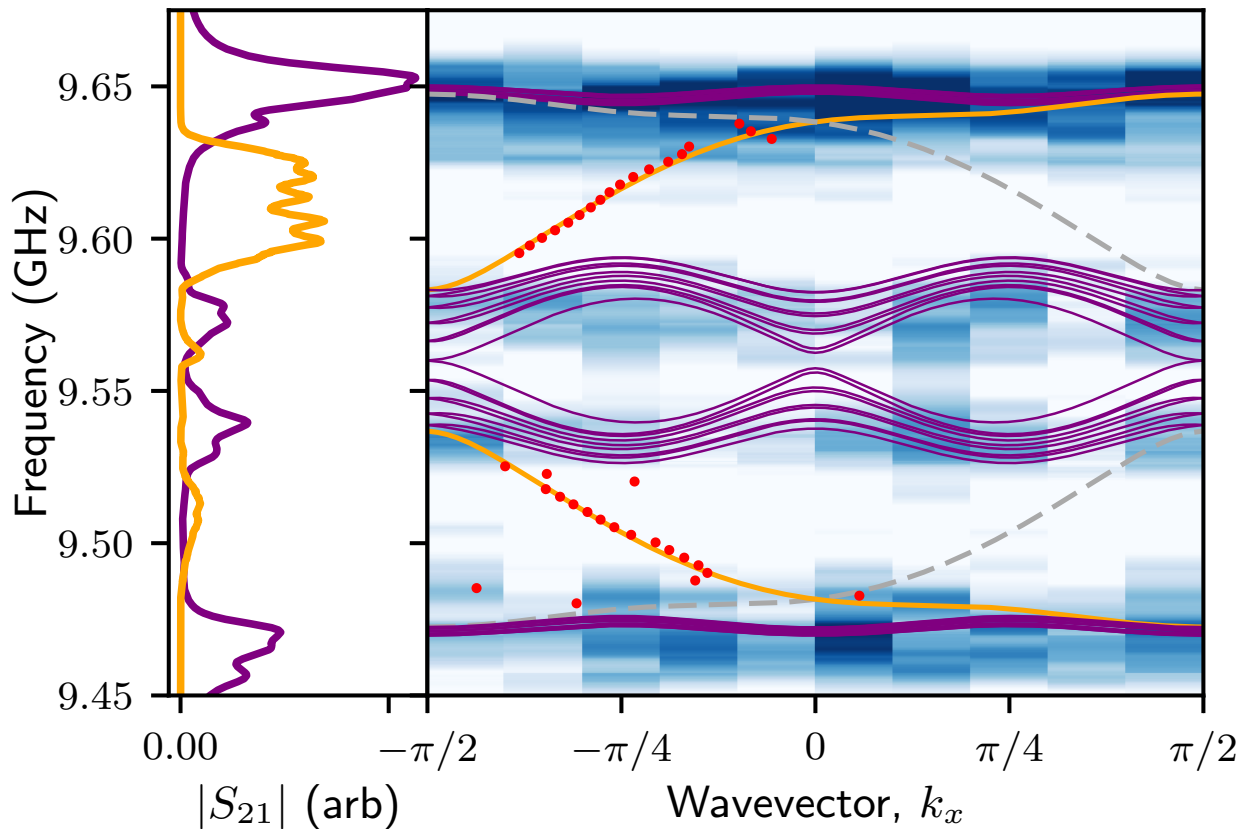 9.65
9.60
9.55
9.50
9.45
Frequency (GHz)
0.00
−π/2
−π/4
0
π/4
π/2
|S₂₁| (arb)
Wavevector, kₓ